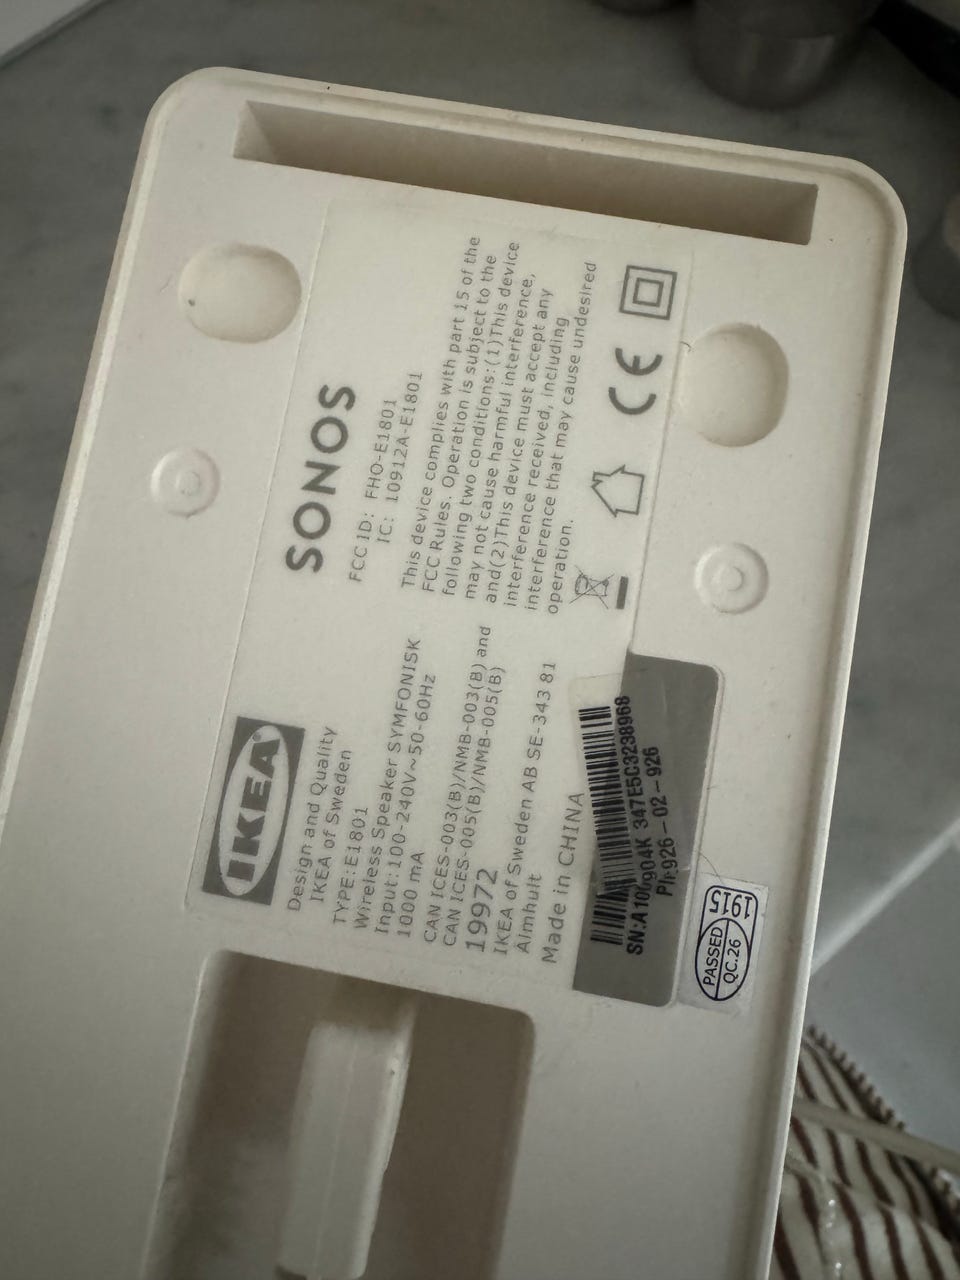 IKEA
Design and Quality
IKEA of Sweden
TYPE:E1801
Wireless Speaker SYMFONISK
Input:100-240V~50-60Hz
1000 mA
CAN ICES-003(B)/NMB-003(B) and
CAN ICES-005(B)/NMB-005(B)
19972
IKEA of Sweden AB SE-343 81
Almhult
Made in CHINA
SONOS
FCC ID: FHO-E1801
IC: 10912A-E1801
This device complies with part 15 of the
FCC Rules. Operation is subject to the
following two conditions:(1)This device
may not cause harmful interference,
and(2)This device must accept any
interference received, including
interference that may cause undesired
operation.
CE
347E5C3238968
926-02-926
PASSED
QC.26
1915